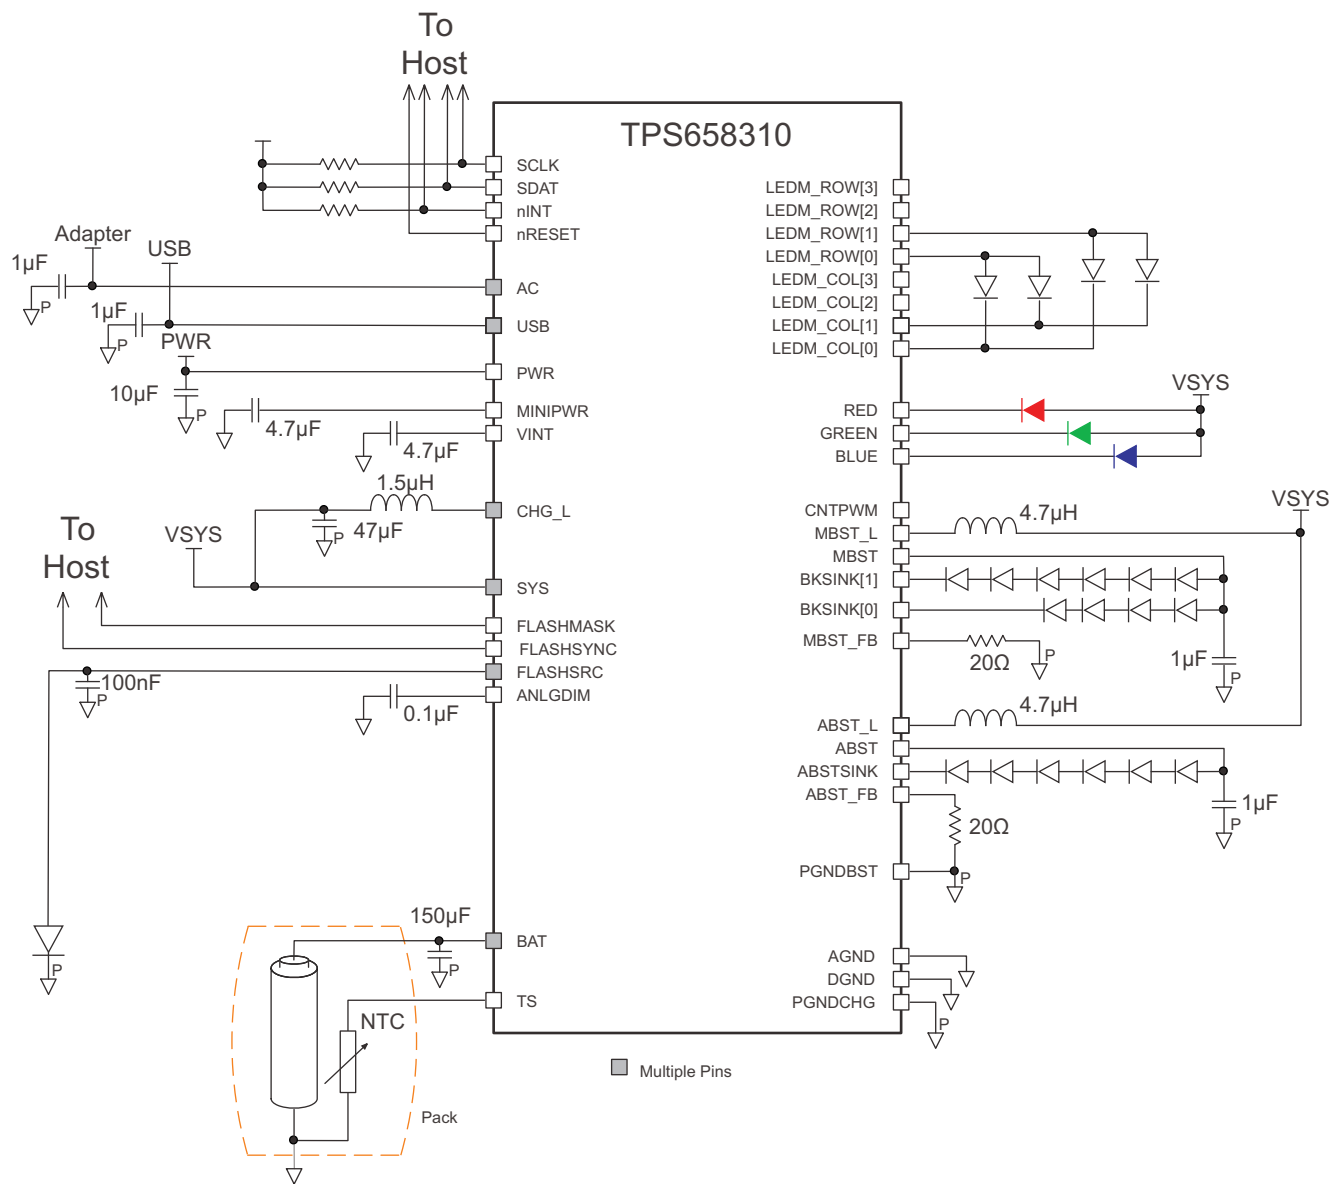 To
Host
TPS658310
SCLK
SDAT
nINT
nRESET
Adapter
USB
1µF
P
AC
1µF
P
USB
PWR
10µF
P
PWR
4.7µF
MINIPWR
4.7µF
VINT
1.5µH
CHG_L
47µF
P
To
Host
VSYS
SYS
FLASHMASK
FLASHSYNC
FLASHSRC
100nF
P
ANLGDIM
0.1µF
P
150µF
BAT
P
TS
NTC
Pack
LEDM_ROW[3]
LEDM_ROW[2]
LEDM_ROW[1]
LEDM_ROW[0]
LEDM_COL[3]
LEDM_COL[2]
LEDM_COL[1]
LEDM_COL[0]
VSYS
RED
GREEN
BLUE
VSYS
CNTPWM
4.7µH
MBST_L
MBST
BKSINK[1]
BKSINK[0]
MBST_FB
20Ω
P
1µF
P
4.7µH
ABST_L
ABST
ABSTSINK
ABST_FB
1µF
P
20Ω
PGNDBST
P
AGND
DGND
PGNDCHG
P
Multiple Pins